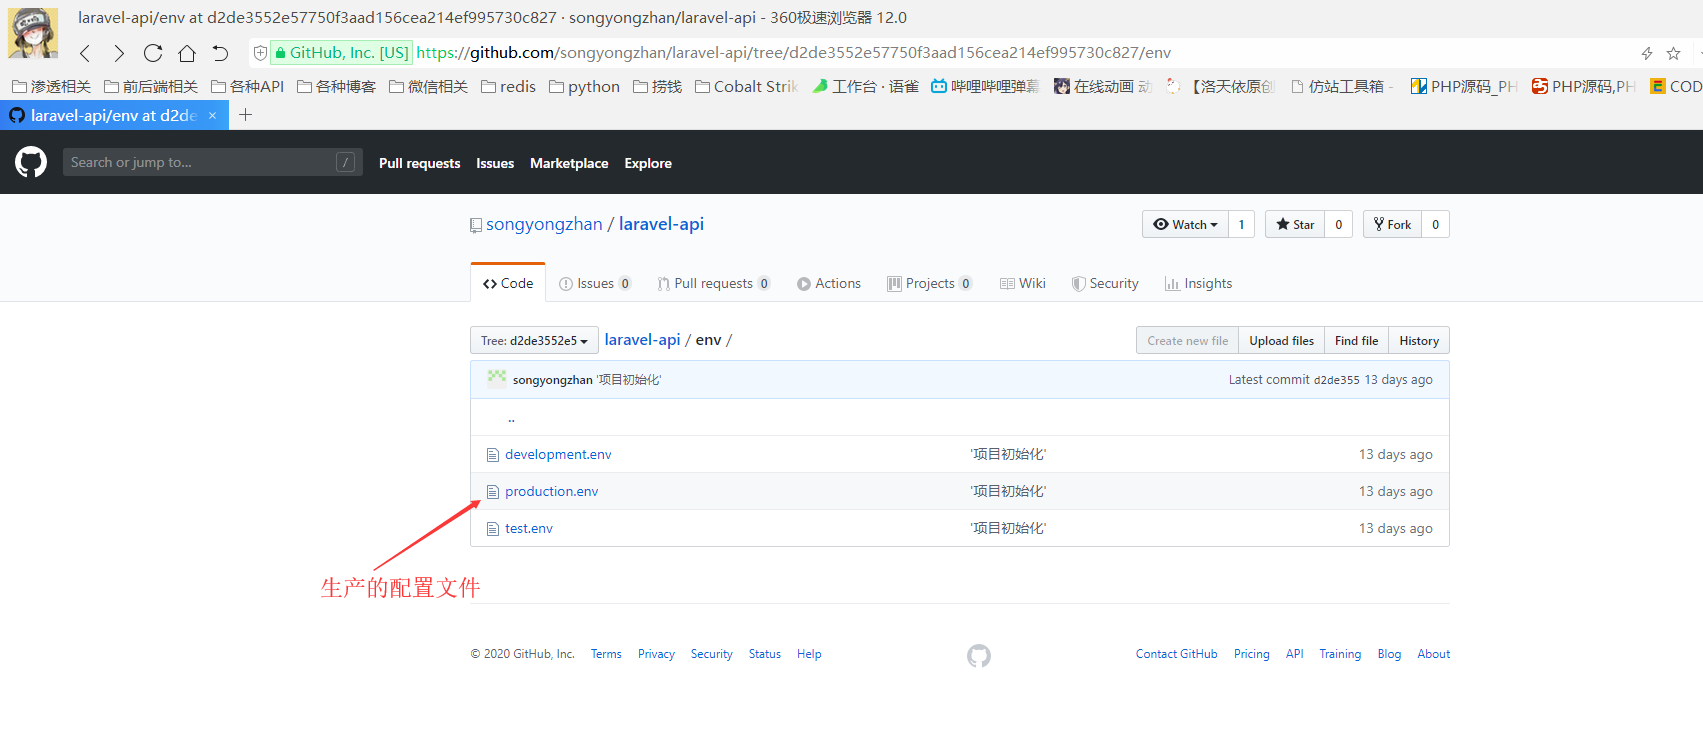 laravel-api/env at d2de3552e57750f3aad156cea214ef995730c827 · songyongzhan/laravel-api - 360极速浏览器 12.0
GitHub, Inc. [US] https://github.com/songyongzhan/laravel-api/tree/d2de3552e57750f3aad156cea214ef995730c827/env
渗透相关 前后端相关 各种API 各种博客 微信相关 redis python 捞钱 Cobalt Strik 工作台 · 语雀 哔哩哔哩弹幕 在线动画 动 【洛天依原创 仿站工具箱 - PHP源码_PH PHP源码,PH COD
laravel-api/env at d2de × +
Search or jump to... / Pull requests Issues Marketplace Explore
songyongzhan / laravel-api Watch 1 Star 0 Fork 0
Code Issues 0 Pull requests 0 Actions Projects 0 Wiki Security Insights
Tree: d2de3552e5 laravel-api / env / Create new file Upload files Find file History
songyongzhan '项目初始化' Latest commit d2de355 13 days ago
..
development.env '项目初始化' 13 days ago
production.env '项目初始化' 13 days ago
test.env '项目初始化' 13 days ago
生产的配置文件
© 2020 GitHub, Inc. Terms Privacy Security Status Help Contact GitHub Pricing API Training Blog About